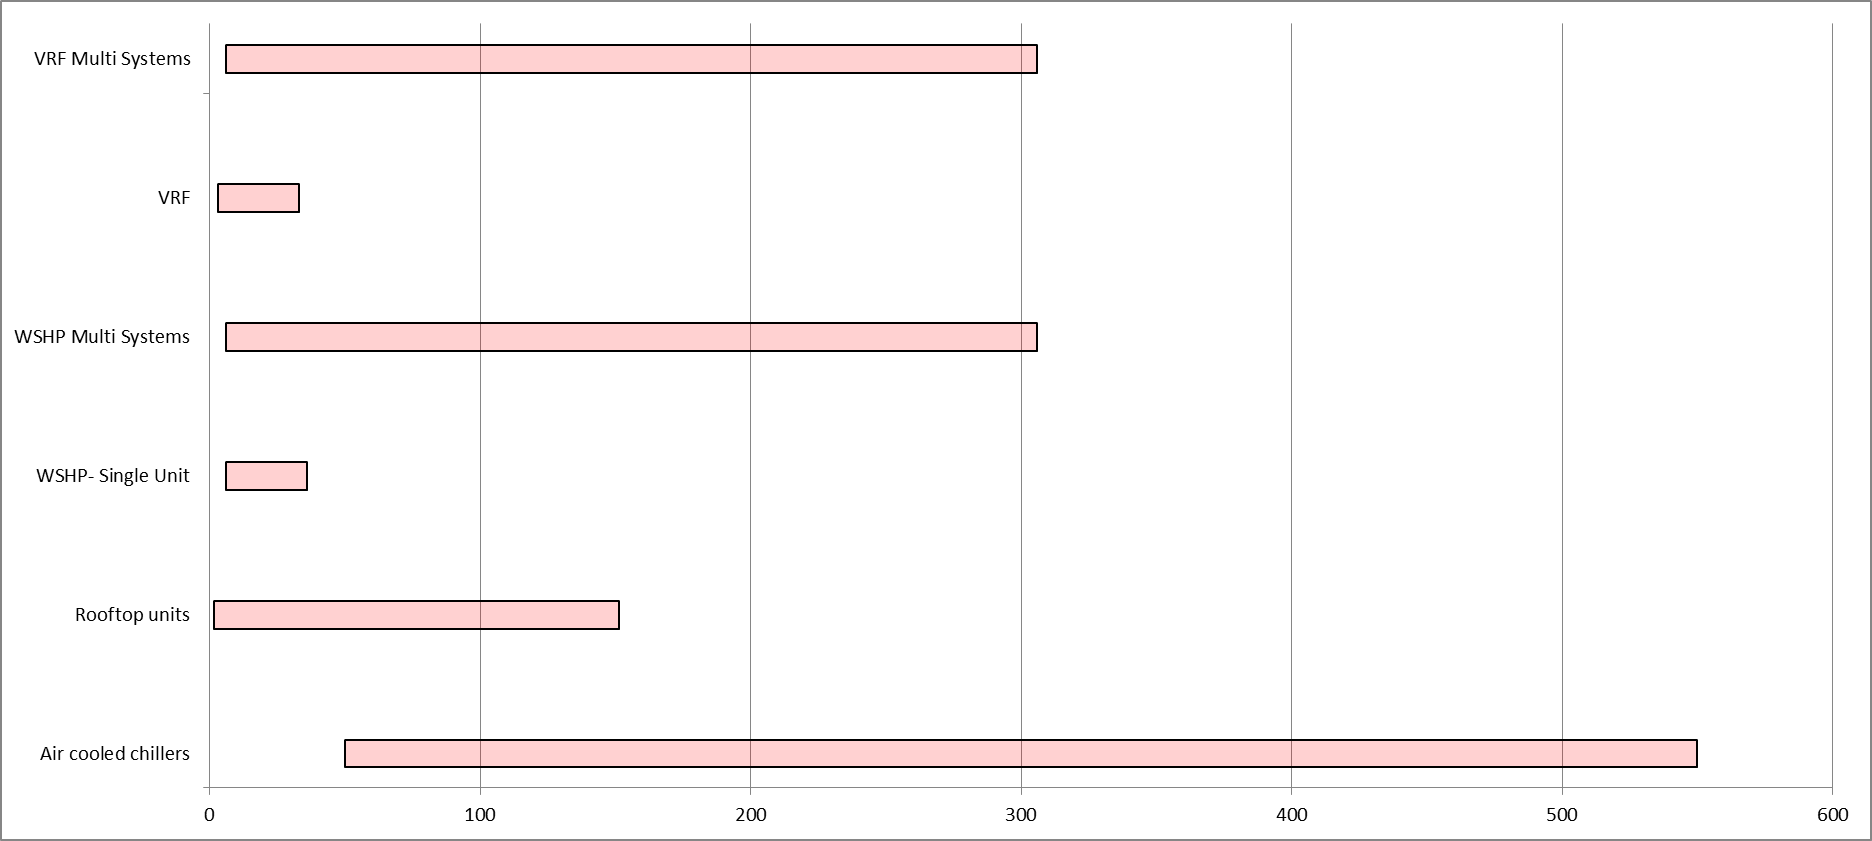 VRF Multi Systems
VRF
WSHP Multi Systems
WSHP- Single Unit
Rooftop units
Air cooled chillers
0 100 200 300 400 500 600